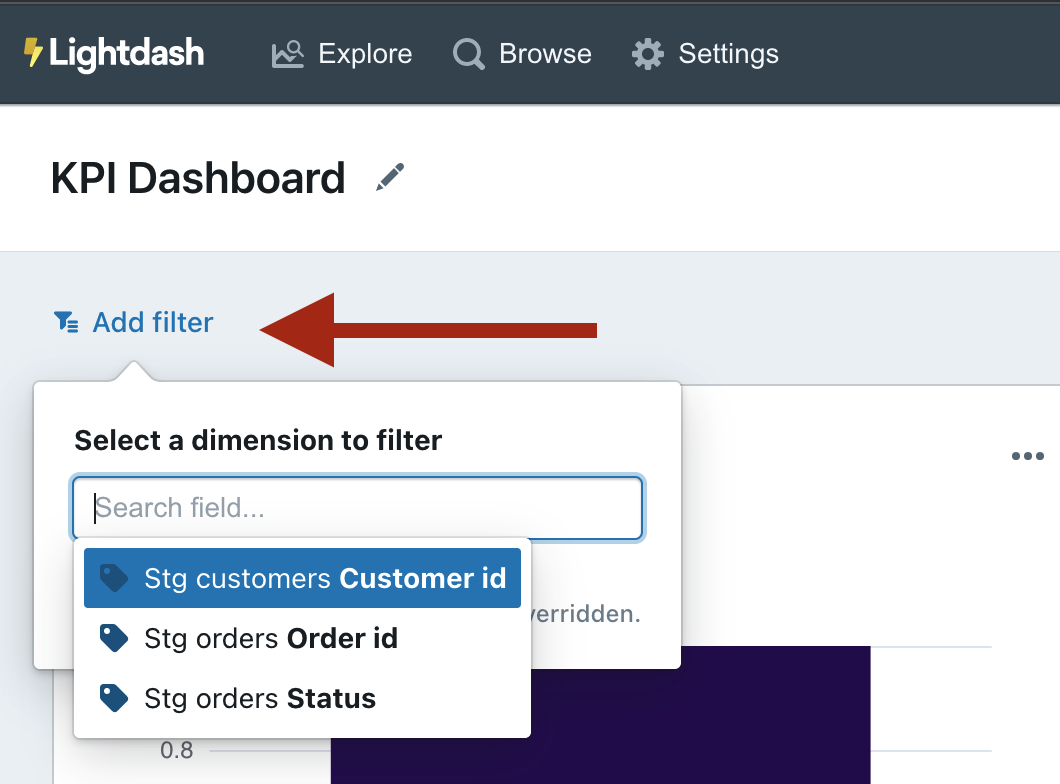 Lightdash Explore Browse Settings
KPI Dashboard
Add filter
Select a dimension to filter
Search field...
Stg customers Customer id
verridden.
Stg orders Order id
Stg orders Status
0.8